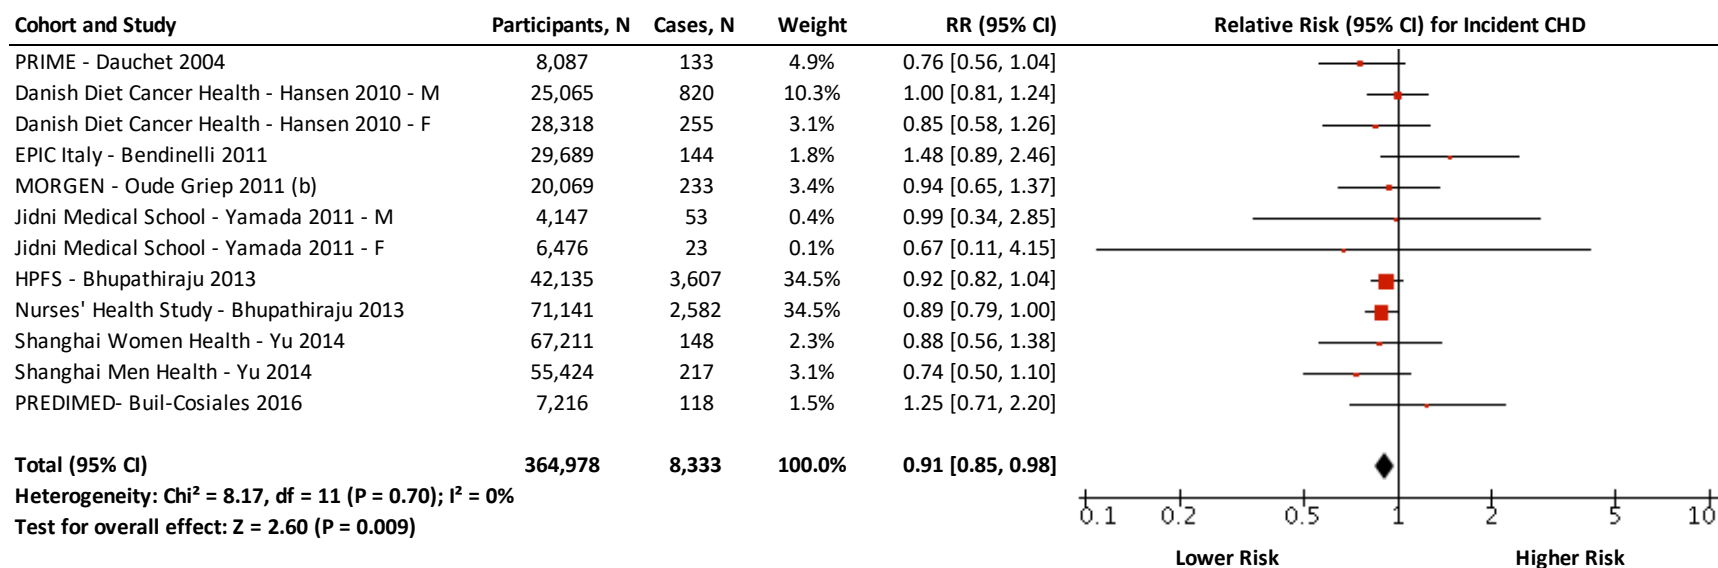 Cohort and Study Participants, N Cases, N Weight RR (95% CI) Relative Risk (95% CI) for Incident CHD
PRIME - Dauchet 2004 8,087 133 4.9% 0.76 [0.56, 1.04]
Danish Diet Cancer Health - Hansen 2010 - M 25,065 820 10.3% 1.00 [0.81, 1.24]
Danish Diet Cancer Health - Hansen 2010 - F 28,318 255 3.1% 0.85 [0.58, 1.26]
EPIC Italy - Bendinelli 2011 29,689 144 1.8% 1.48 [0.89, 2.46]
MORGEN - Oude Griep 2011 (b) 20,069 233 3.4% 0.94 [0.65, 1.37]
Jidni Medical School - Yamada 2011 - M 4,147 53 0.4% 0.99 [0.34, 2.85]
Jidni Medical School - Yamada 2011 - F 6,476 23 0.1% 0.67 [0.11, 4.15]
HPFS - Bhupathiraju 2013 42,135 3,607 34.5% 0.92 [0.82, 1.04]
Nurses' Health Study - Bhupathiraju 2013 71,141 2,582 34.5% 0.89 [0.79, 1.00]
Shanghai Women Health - Yu 2014 67,211 148 2.3% 0.88 [0.56, 1.38]
Shanghai Men Health - Yu 2014 55,424 217 3.1% 0.74 [0.50, 1.10]
PREDIMED- Buil-Cosiales 2016 7,216 118 1.5% 1.25 [0.71, 2.20]
Total (95% CI) 364,978 8,333 100.0% 0.91 [0.85, 0.98]
Heterogeneity: Chi² = 8.17, df = 11 (P = 0.70); I² = 0%
Test for overall effect: Z = 2.60 (P = 0.009)
0.1 0.2 0.5 1 2 5 10
Lower Risk Higher Risk